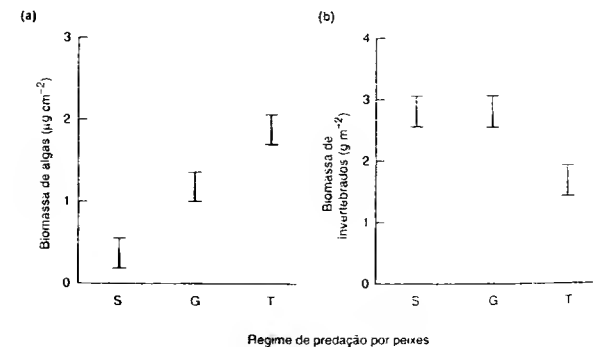 (a)
Biomassa de algas (µg cm⁻²)
3
2
1
0
S G T
(b)
Biomassa de
invertebrados (g m⁻²)
4
3
2
1
0
S G T
Regime de predação por peixes